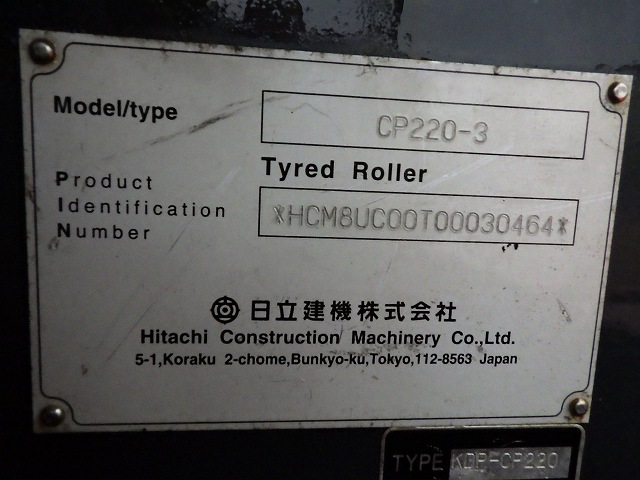 Model/type CP220-3
Tyred Roller
Product
Identification *HCM8UC00T00030464*
Number
日立建機株式会社
Hitachi Construction Machinery Co.,Ltd.
5-1,Koraku 2-chome,Bunkyo-ku,Tokyo,112-8563 Japan
TYPE KDP-CP220